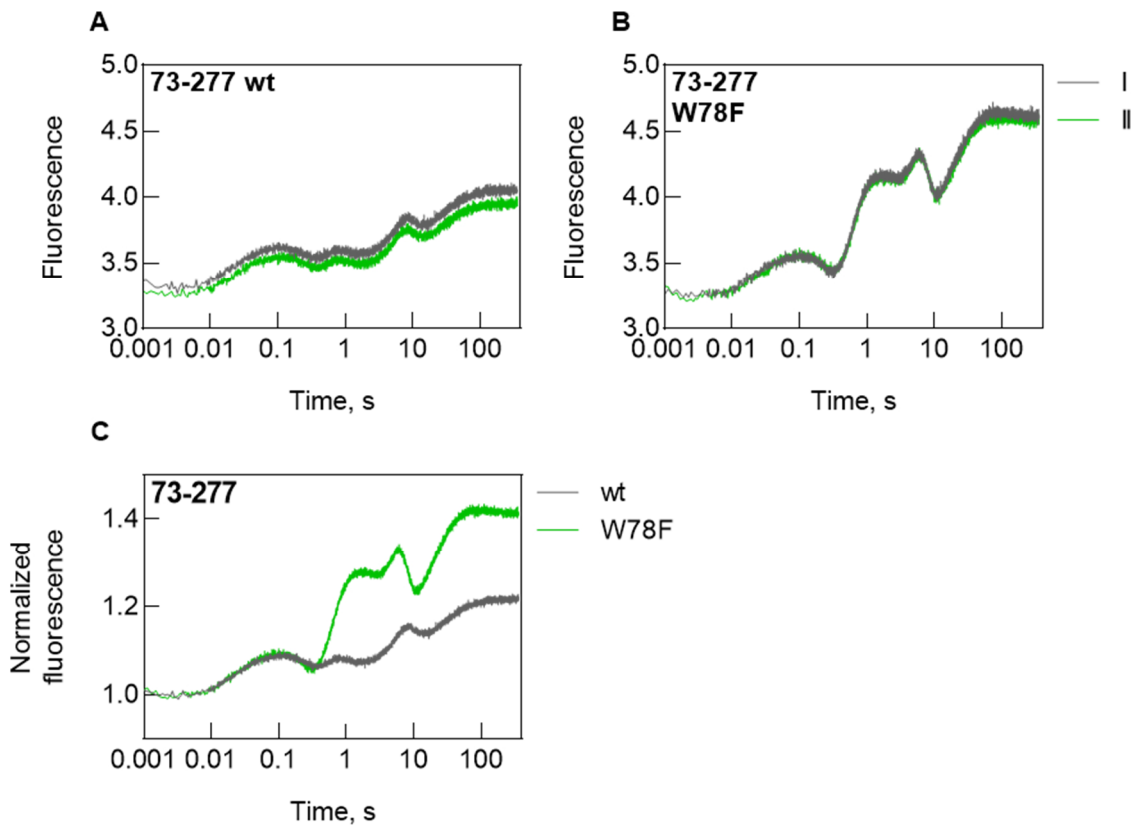 A
B
73-277 wt
5.0
4.5
4.0
3.5
3.0
0.001 0.01 0.1 1 10 100
Fluorescence
Time, s
73-277
W78F
5.0
4.5
4.0
3.5
3.0
0.001 0.01 0.1 1 10 100
Fluorescence
Time, s
I
II
C
73-277
1.4
1.2
1.0
0.001 0.01 0.1 1 10 100
Normalized
fluorescence
Time, s
wt
W78F